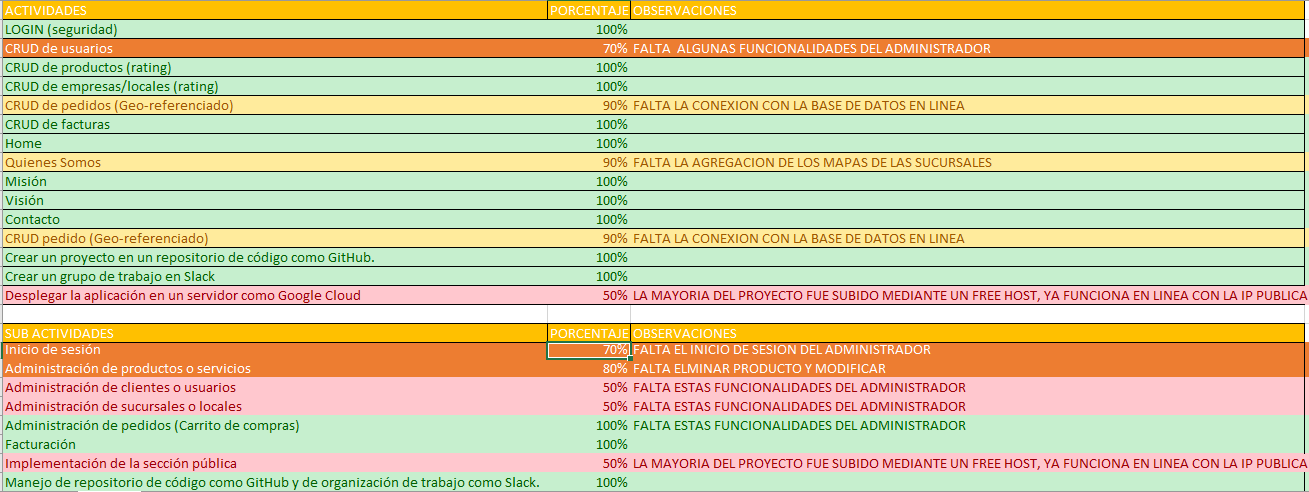 ACTIVIDADES PORCENTAJE OBSERVACIONES
LOGIN (seguridad) 100%
CRUD de usuarios 70% FALTA ALGUNAS FUNCIONALIDADES DEL ADMINISTRADOR
CRUD de productos (rating) 100%
CRUD de empresas/locales (rating) 100%
CRUD de pedidos (Geo-referenciado) 90% FALTA LA CONEXION CON LA BASE DE DATOS EN LINEA
CRUD de facturas 100%
Home 100%
Quienes Somos 90% FALTA LA AGREGACION DE LOS MAPAS DE LAS SUCURSALES
Misión 100%
Visión 100%
Contacto 100%
CRUD pedido (Geo-referenciado) 90% FALTA LA CONEXION CON LA BASE DE DATOS EN LINEA
Crear un proyecto en un repositorio de código como GitHub. 100%
Crear un grupo de trabajo en Slack 100%
Desplegar la aplicación en un servidor como Google Cloud 50% LA MAYORIA DEL PROYECTO FUE SUBIDO MEDIANTE UN FREE HOST, YA FUNCIONA EN LINEA CON LA IP PUBLICA
SUB ACTIVIDADES PORCENTAJE OBSERVACIONES
Inicio de sesión 70% FALTA EL INICIO DE SESION DEL ADMINISTRADOR
Administración de productos o servicios 80% FALTA ELMINAR PRODUCTO Y MODIFICAR
Administración de clientes o usuarios 50% FALTA ESTAS FUNCIONALIDADES DEL ADMINISTRADOR
Administración de sucursales o locales 50% FALTA ESTAS FUNCIONALIDADES DEL ADMINISTRADOR
Administración de pedidos (Carrito de compras) 100% FALTA ESTAS FUNCIONALIDADES DEL ADMINISTRADOR
Facturación 100%
Implementación de la sección pública 50% LA MAYORIA DEL PROYECTO FUE SUBIDO MEDIANTE UN FREE HOST, YA FUNCIONA EN LINEA CON LA IP PUBLICA
Manejo de repositorio de código como GitHub y de organización de trabajo como Slack. 100%